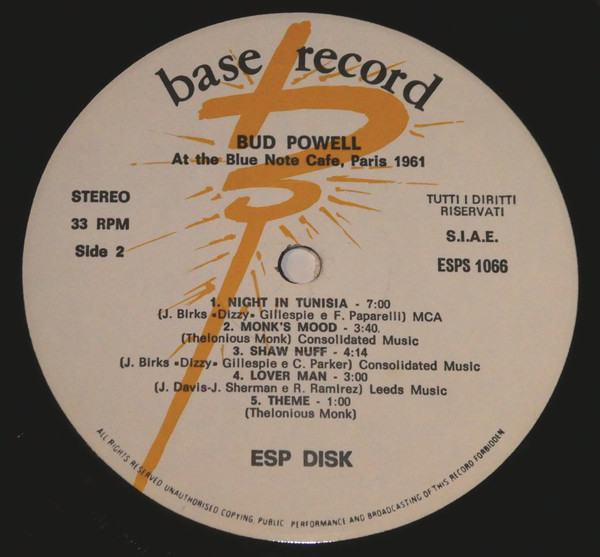 base record
BUD POWELL
At the Blue Note Cafe, Paris 1961
STEREO
33 RPM
Side 2
TUTTI I DIRITTI
RISERVATI
S.I.A.E.
ESPS 1066
1. NIGHT IN TUNISIA - 7:00
(J. Birks «Dizzy» Gillespie e F. Paparelli) MCA
2. MONK'S MOOD - 3:40.
(Thelonious Monk) Consolidated Music
3. SHAW NUFF - 4:14
(J. Birks «Dizzy» Gillespie e C. Parker) Consolidated Music
4. LOVER MAN - 3:00
(J. Davis-J. Sherman e R. Ramirez) Leeds Music
5. THEME - 1:00
(Thelonious Monk)
ESP DISK
ALL RIGHTS RESERVED UNAUTHORISED COPYING, PUBLIC PERFORMANCE AND BROADCASTING OF THIS RECORD FORBIDDEN